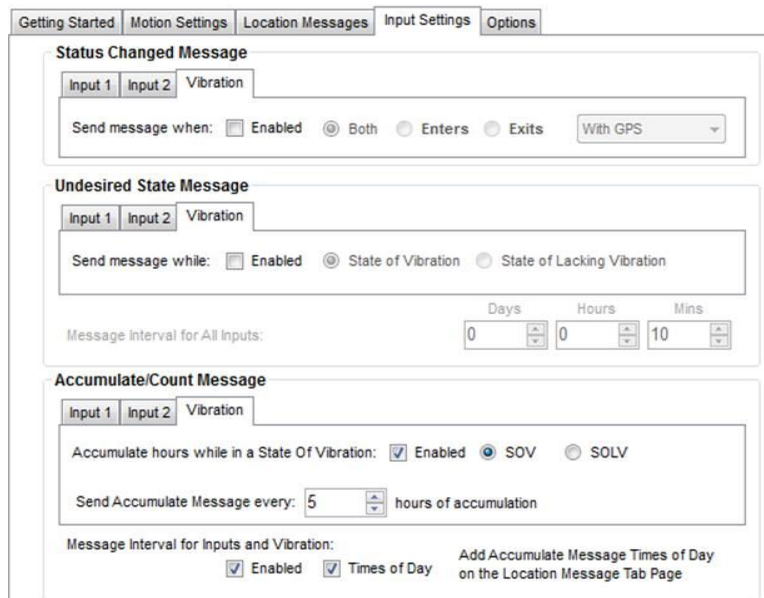 Getting Started Motion Settings Location Messages Input Settings Options
Status Changed Message
Input 1 Input 2 Vibration
Send message when: Enabled Both Enters Exits With GPS
Undesired State Message
Input 1 Input 2 Vibration
Send message while: Enabled State of Vibration State of Lacking Vibration
Days Hours Mins
Message Interval for All Inputs: 0 0 10
Accumulate/Count Message
Input 1 Input 2 Vibration
Accumulate hours while in a State Of Vibration: Enabled SOV SOLV
Send Accumulate Message every: 5 hours of accumulation
Message Interval for Inputs and Vibration:
Enabled Times of Day
Add Accumulate Message Times of Day
on the Location Message Tab Page